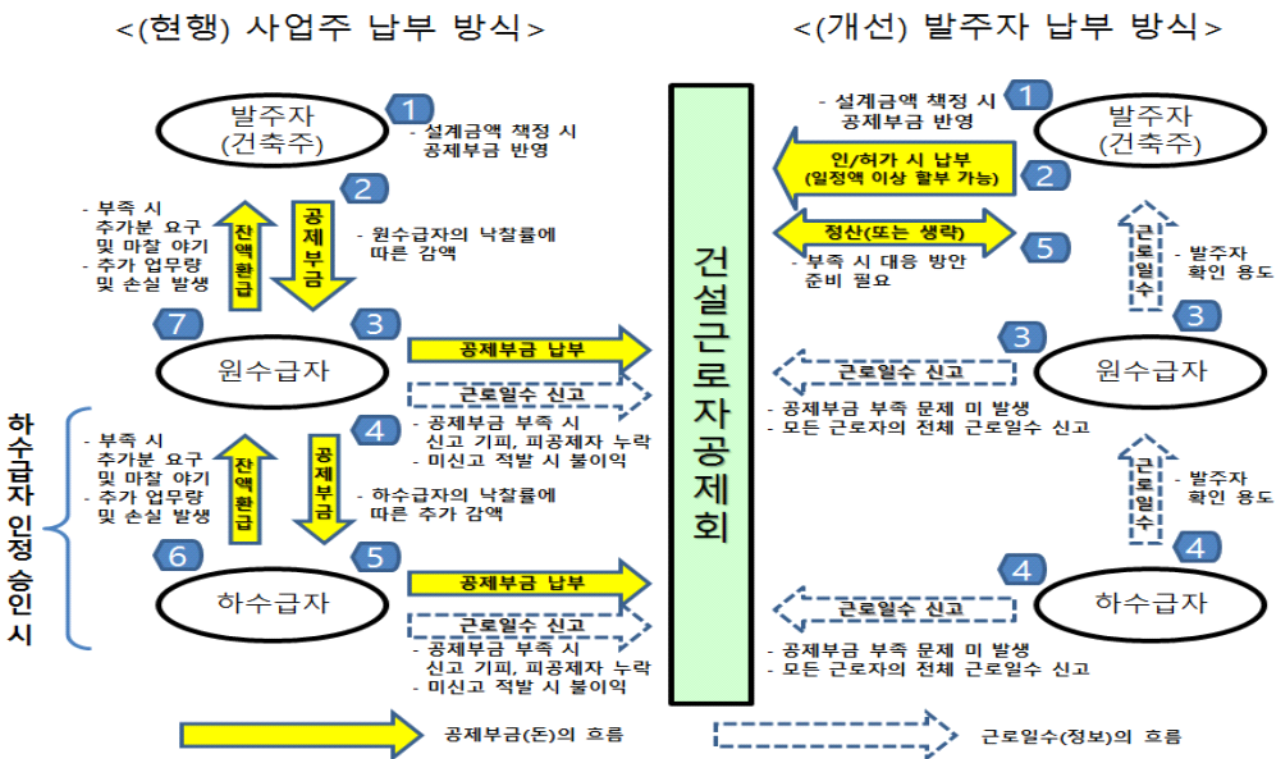 <(현행) 사업주 납부 방식>
발주자
(건축주)
1
- 설계금액 책정 시
공제부금 반영
2
- 부족 시
추가분 요구
및 마찰 야기
- 추가 업무량
및 손실 발생
잔액환급
공제부금
- 원수급자의 낙찰률에
따른 감액
7
3
원수급자
공제부금 납부
근로일수 신고
4
- 공제부금 부족 시
신고 기피, 피공제자 누락
- 미신고 적발 시 불이익
하수급자 인정 승인 시
- 부족 시
추가분 요구
및 마찰 야기
- 추가 업무량
및 손실 발생
잔액환급
공제부금
- 하수급자의 낙찰률에
따른 추가 감액
6
5
하수급자
공제부금 납부
근로일수 신고
- 공제부금 부족 시
신고 기피, 피공제자 누락
- 미신고 적발 시 불이익
공제부금(돈)의 흐름
건설근로자공제회
<(개선) 발주자 납부 방식>
- 설계금액 책정 시
공제부금 반영
1
발주자
(건축주)
인/허가 시 납부
(일정액 이상 할부 가능)
2
정산(또는 생략)
5
- 부족 시 대응 방안
준비 필요
근로일수
- 발주자
확인 용도
3
3
근로일수 신고
원수급자
- 공제부금 부족 문제 미 발생
- 모든 근로자의 전체 근로일수 신고
근로일수
- 발주자
확인 용도
4
4
근로일수 신고
하수급자
- 공제부금 부족 문제 미 발생
- 모든 근로자의 전체 근로일수 신고
근로일수(정보)의 흐름